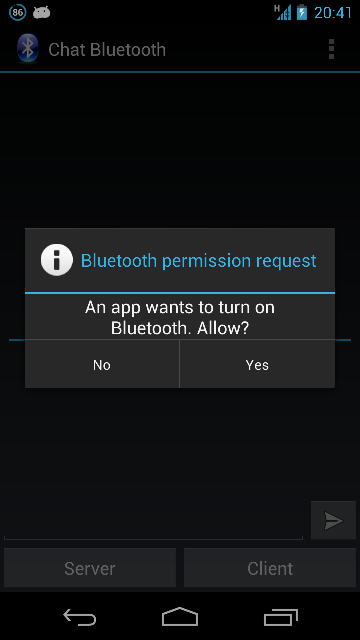 86
H
20:41
Chat Bluetooth
Bluetooth permission request
An app wants to turn on
Bluetooth. Allow?
No
Yes
Server
Client